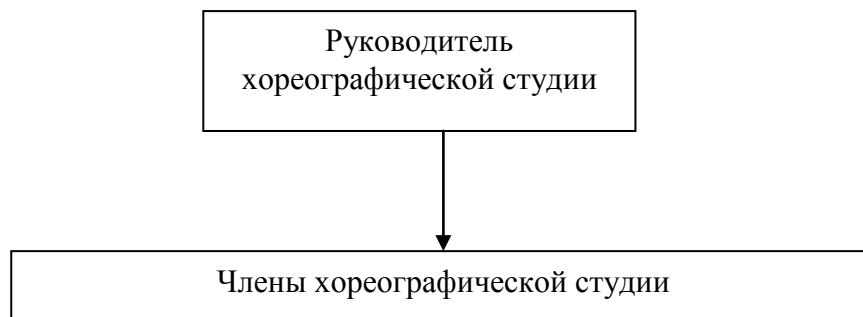 Руководитель
хореографической студии
Члены хореографической студии